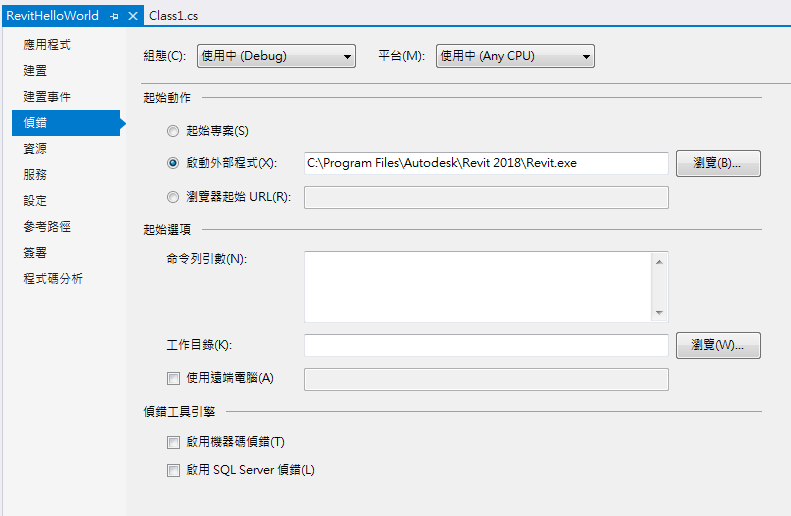 RevitHelloWorld Class1.cs
應用程式
建置
建置事件
偵錯
資源
服務
設定
參考路徑
簽署
程式碼分析
組態(C): 使用中 (Debug) 平台(M): 使用中 (Any CPU)
起始動作
起始專案(S)
啟動外部程式(X): C:\Program Files\Autodesk\Revit 2018\Revit.exe 瀏覽(B)...
瀏覽器起始 URL(R):
起始選項
命令列引數(N):
工作目錄(K): 瀏覽(W)...
使用遠端電腦(A)
偵錯工具引擎
啟用機器碼偵錯(T)
啟用 SQL Server 偵錯(L)